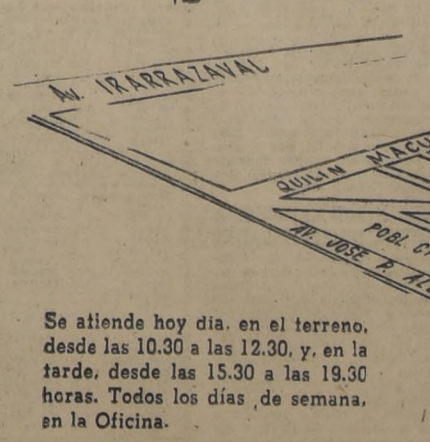 Av. IRARRAZAVAL
QUILIN MACU
POBL
AV. JOSE P.
Se atiende hoy dia. en el terreno,
desde las 10.30 a las 12.30, y, en la
tarde, desde las 15.30 a las 19.30
horas. Todos los días de semana,
en la Oficina.